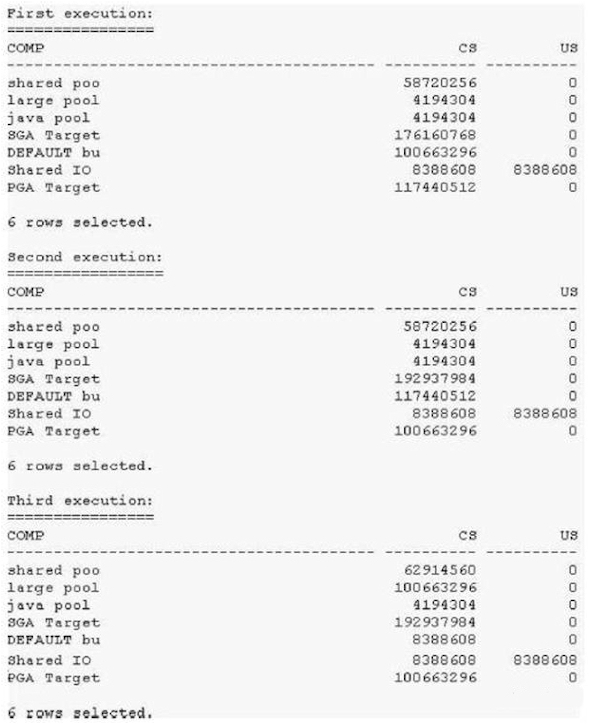 First execution:
================
COMP CS US
---------------------------------------- ---------- ----------
shared poo 58720256 0
large pool 4194304 0
java pool 4194304 0
SGA Target 176160768 0
DEFAULT bu 100663296 0
Shared IO 8388608 8388608
PGA Target 117440512 0
6 rows selected.
Second execution:
=================
COMP CS US
---------------------------------------- ---------- ----------
shared poo 58720256 0
large pool 4194304 0
java pool 4194304 0
SGA Target 192937984 0
DEFAULT bu 117440512 0
Shared IO 8388608 8388608
PGA Target 100663296 0
6 rows selected.
Third execution:
================
COMP CS US
---------------------------------------- ---------- ----------
shared poo 62914560 0
large pool 100663296 0
java pool 4194304 0
SGA Target 192937984 0
DEFAULT bu 8388608 0
Shared IO 8388608 8388608
PGA Target 100663296 0
6 rows selected.